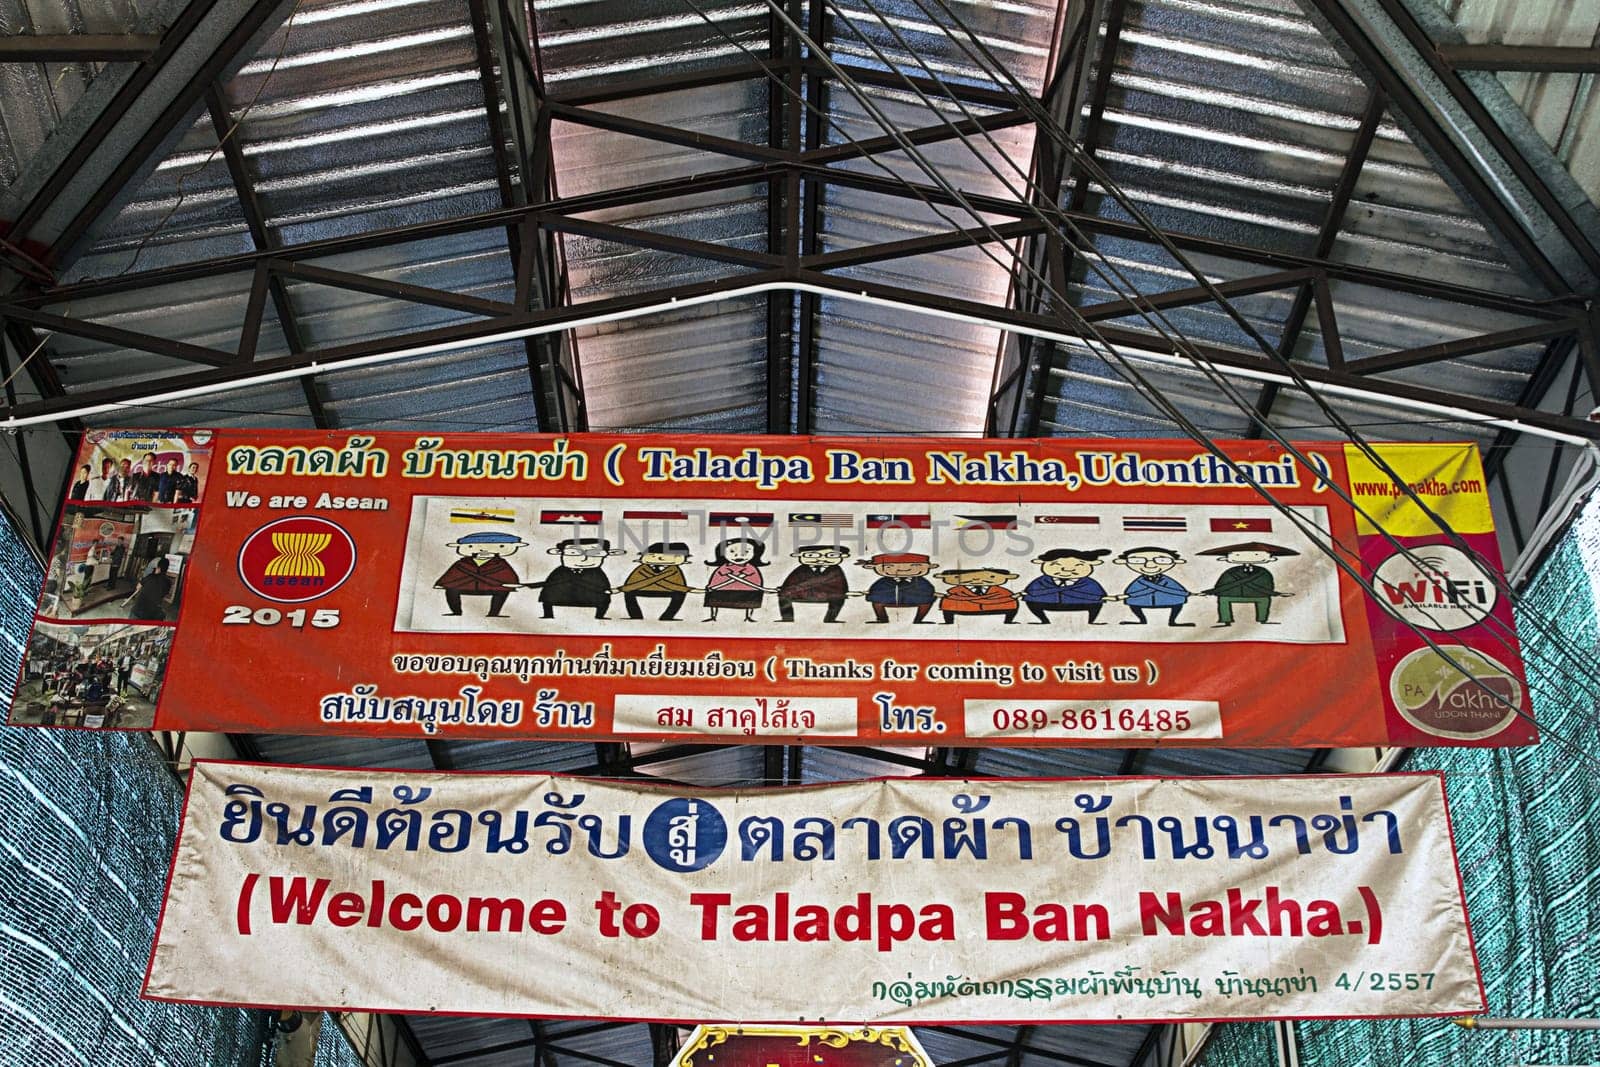 ตลาดผ้า บ้านนาข่า ( Taladpa Ban Nakha,Udonthani )
We are Asean
asean
2015
www.panakha.com
WiFi
AVAILABLE HERE
PA Nakha
UDON THANI
ขอขอบคุณทุกท่านที่มาเยี่ยมเยือน ( Thanks for coming to visit us )
สนับสนุนโดย ร้าน สม สาคูไส้เจ โทร. 089-8616485
ยินดีต้อนรับ สู่ ตลาดผ้า บ้านนาข่า
(Welcome to Taladpa Ban Nakha.)
กลุ่มหัตถกรรมผ้าพื้นบ้าน บ้านนาข่า 4/2557
UNLIMPHOTOS